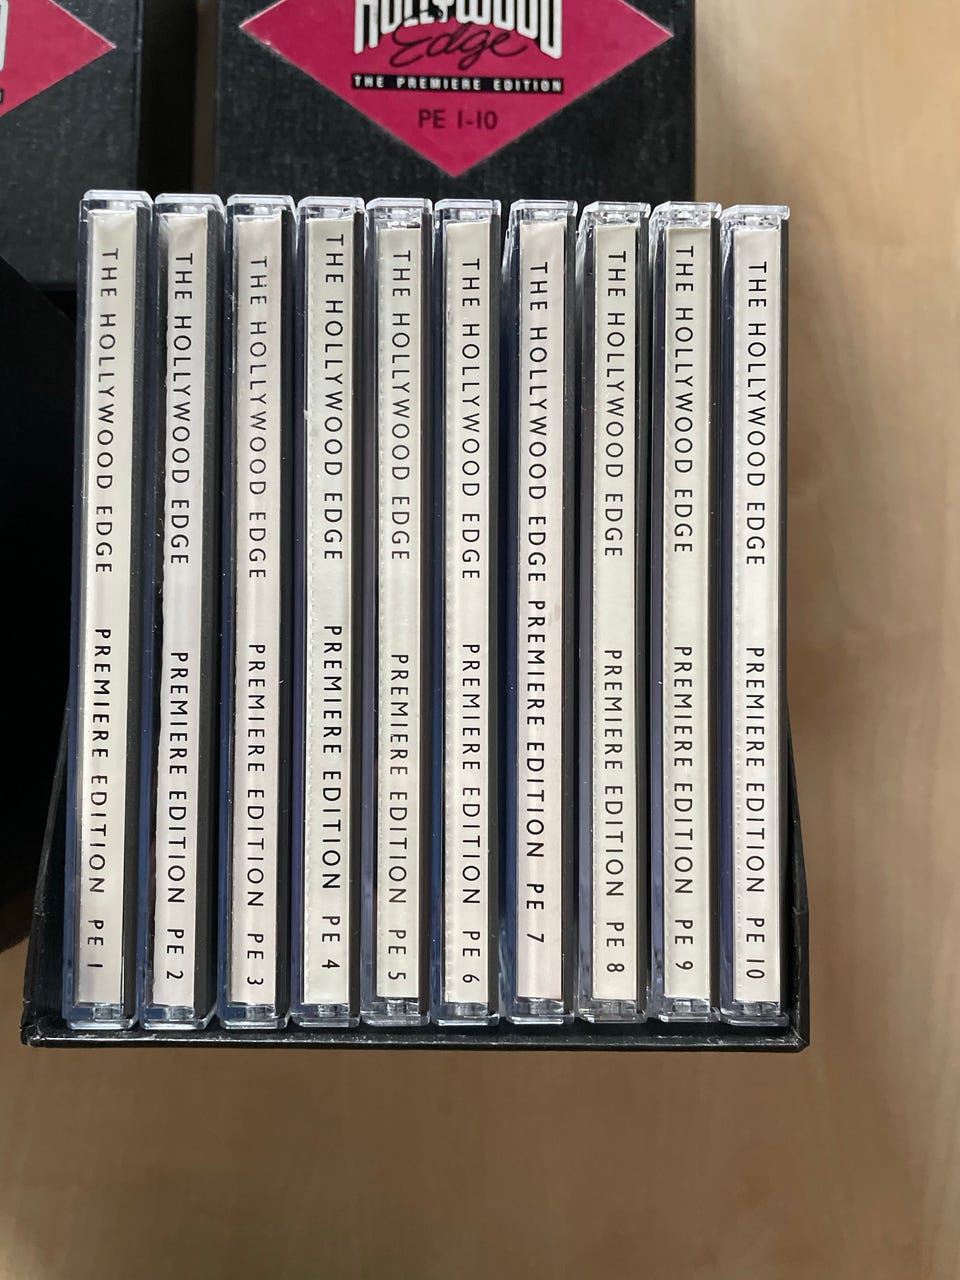 HOLLYWOOD
Edge
THE PREMIERE EDITION
PE 1-10
THE HOLLYWOOD EDGE PREMIERE EDITION PE 1
THE HOLLYWOOD EDGE PREMIERE EDITION PE 2
THE HOLLYWOOD EDGE PREMIERE EDITION PE 3
THE HOLLYWOOD EDGE PREMIERE EDITION PE 4
THE HOLLYWOOD EDGE PREMIERE EDITION PE 5
THE HOLLYWOOD EDGE PREMIERE EDITION PE 6
THE HOLLYWOOD EDGE PREMIERE EDITION PE 7
THE HOLLYWOOD EDGE PREMIERE EDITION PE 8
THE HOLLYWOOD EDGE PREMIERE EDITION PE 9
THE HOLLYWOOD EDGE PREMIERE EDITION PE 10